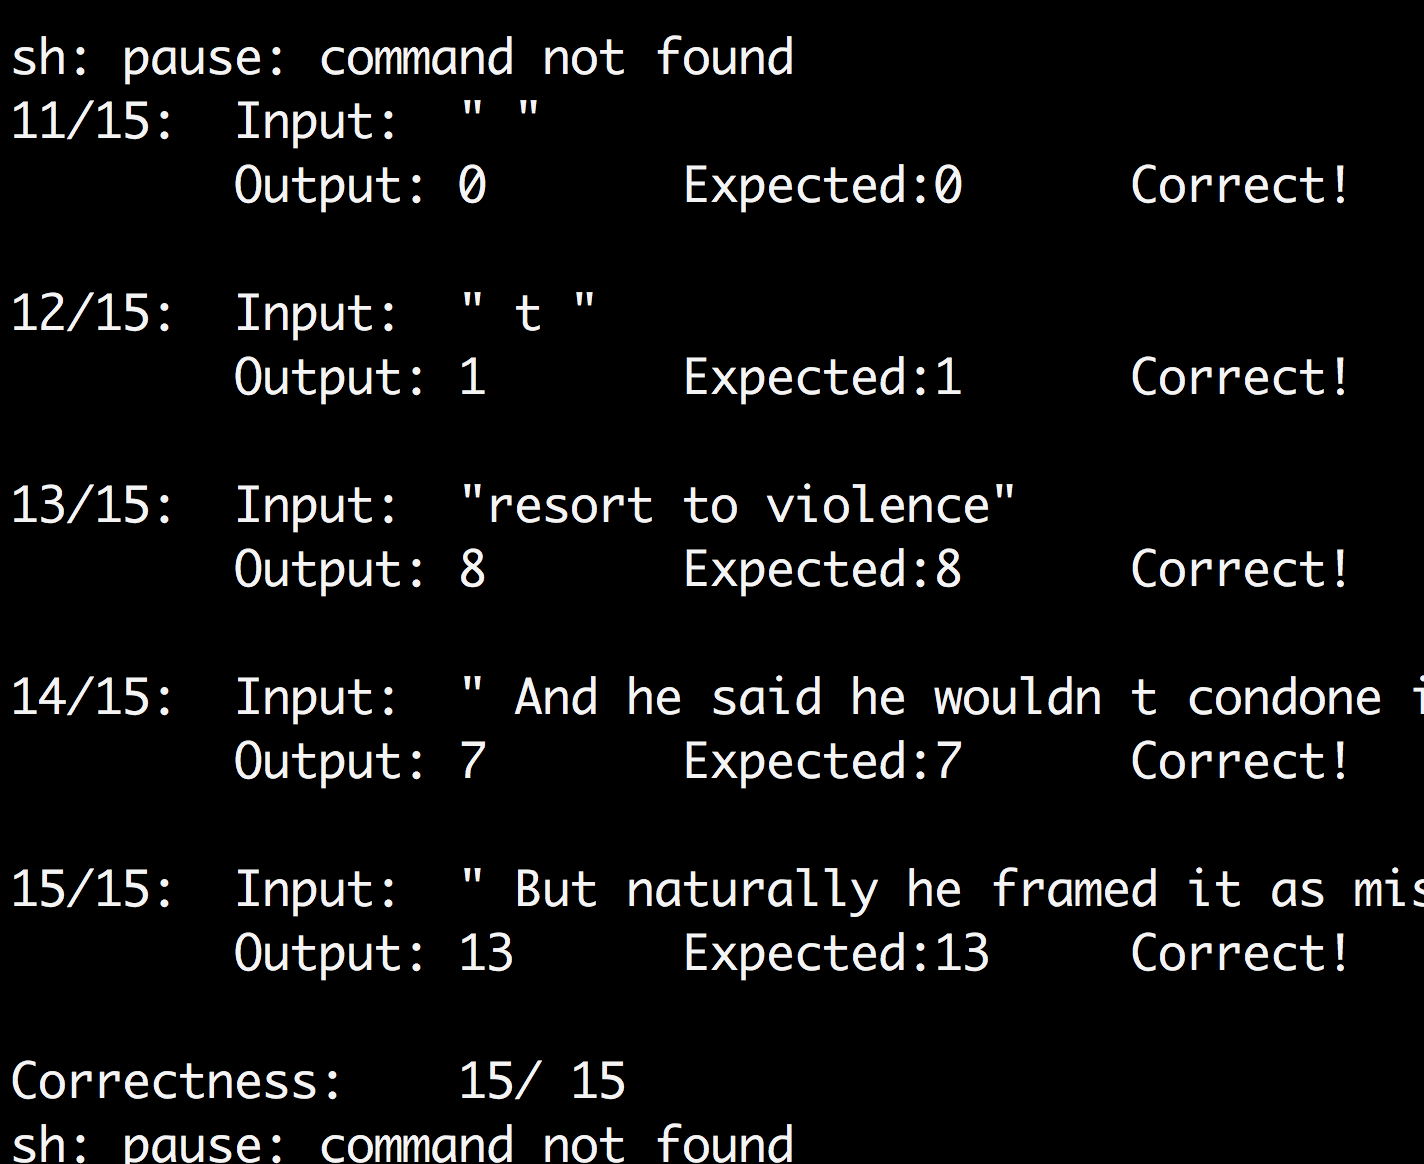 sh: pause: command not found
11/15:  Input:  " "
        Output: 0       Expected:0      Correct!
12/15:  Input:  " t "
        Output: 1       Expected:1      Correct!
13/15:  Input:  "resort to violence"
        Output: 8       Expected:8      Correct!
14/15:  Input:  " And he said he wouldn t condone i
        Output: 7       Expected:7      Correct!
15/15:  Input:  " But naturally he framed it as mis
        Output: 13      Expected:13     Correct!
Correctness:    15/ 15
sh: pause: command not found